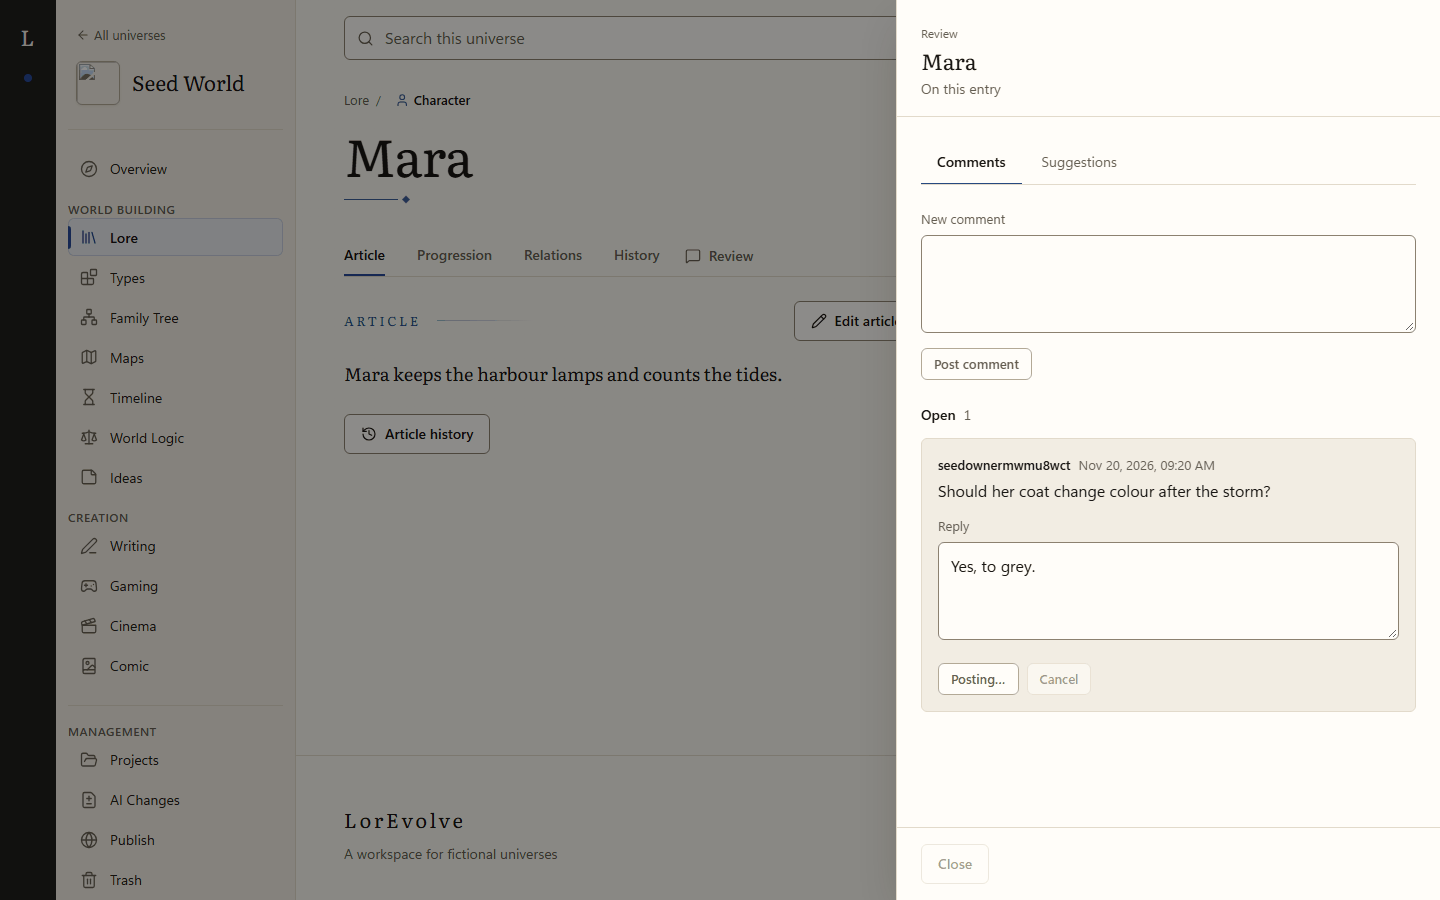 L
All universes
Seed World
Overview
WORLD BUILDING
Lore
Types
Family Tree
Maps
Timeline
World Logic
Ideas
CREATION
Writing
Gaming
Cinema
Comic
MANAGEMENT
Projects
AI Changes
Publish
Trash
Search this universe
Lore / Character
Mara
Article Progression Relations History Review
ARTICLE
Edit article
Mara keeps the harbour lamps and counts the tides.
Article history
LorEvolve
A workspace for fictional universes
Review
Mara
On this entry
Comments Suggestions
New comment
Post comment
Open 1
seedownermwmu8wct Nov 20, 2026, 09:20 AM
Should her coat change colour after the storm?
Reply
Yes, to grey.
Posting... Cancel
Close